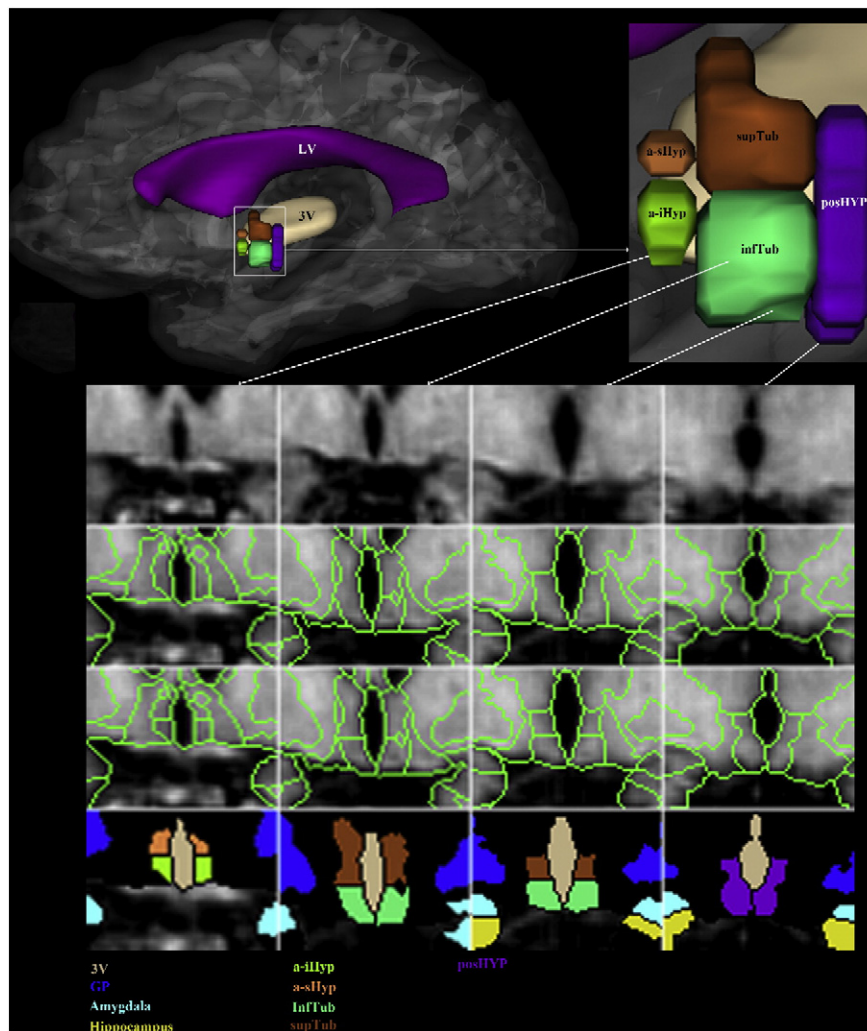 LV
3V
a-sHyp
supTub
a-iHyp
posHYP
infTub
3V
a-iHyp
posHYP
GP
a-sHyp
Amygdala
InfTub
Hippocampus
supTub